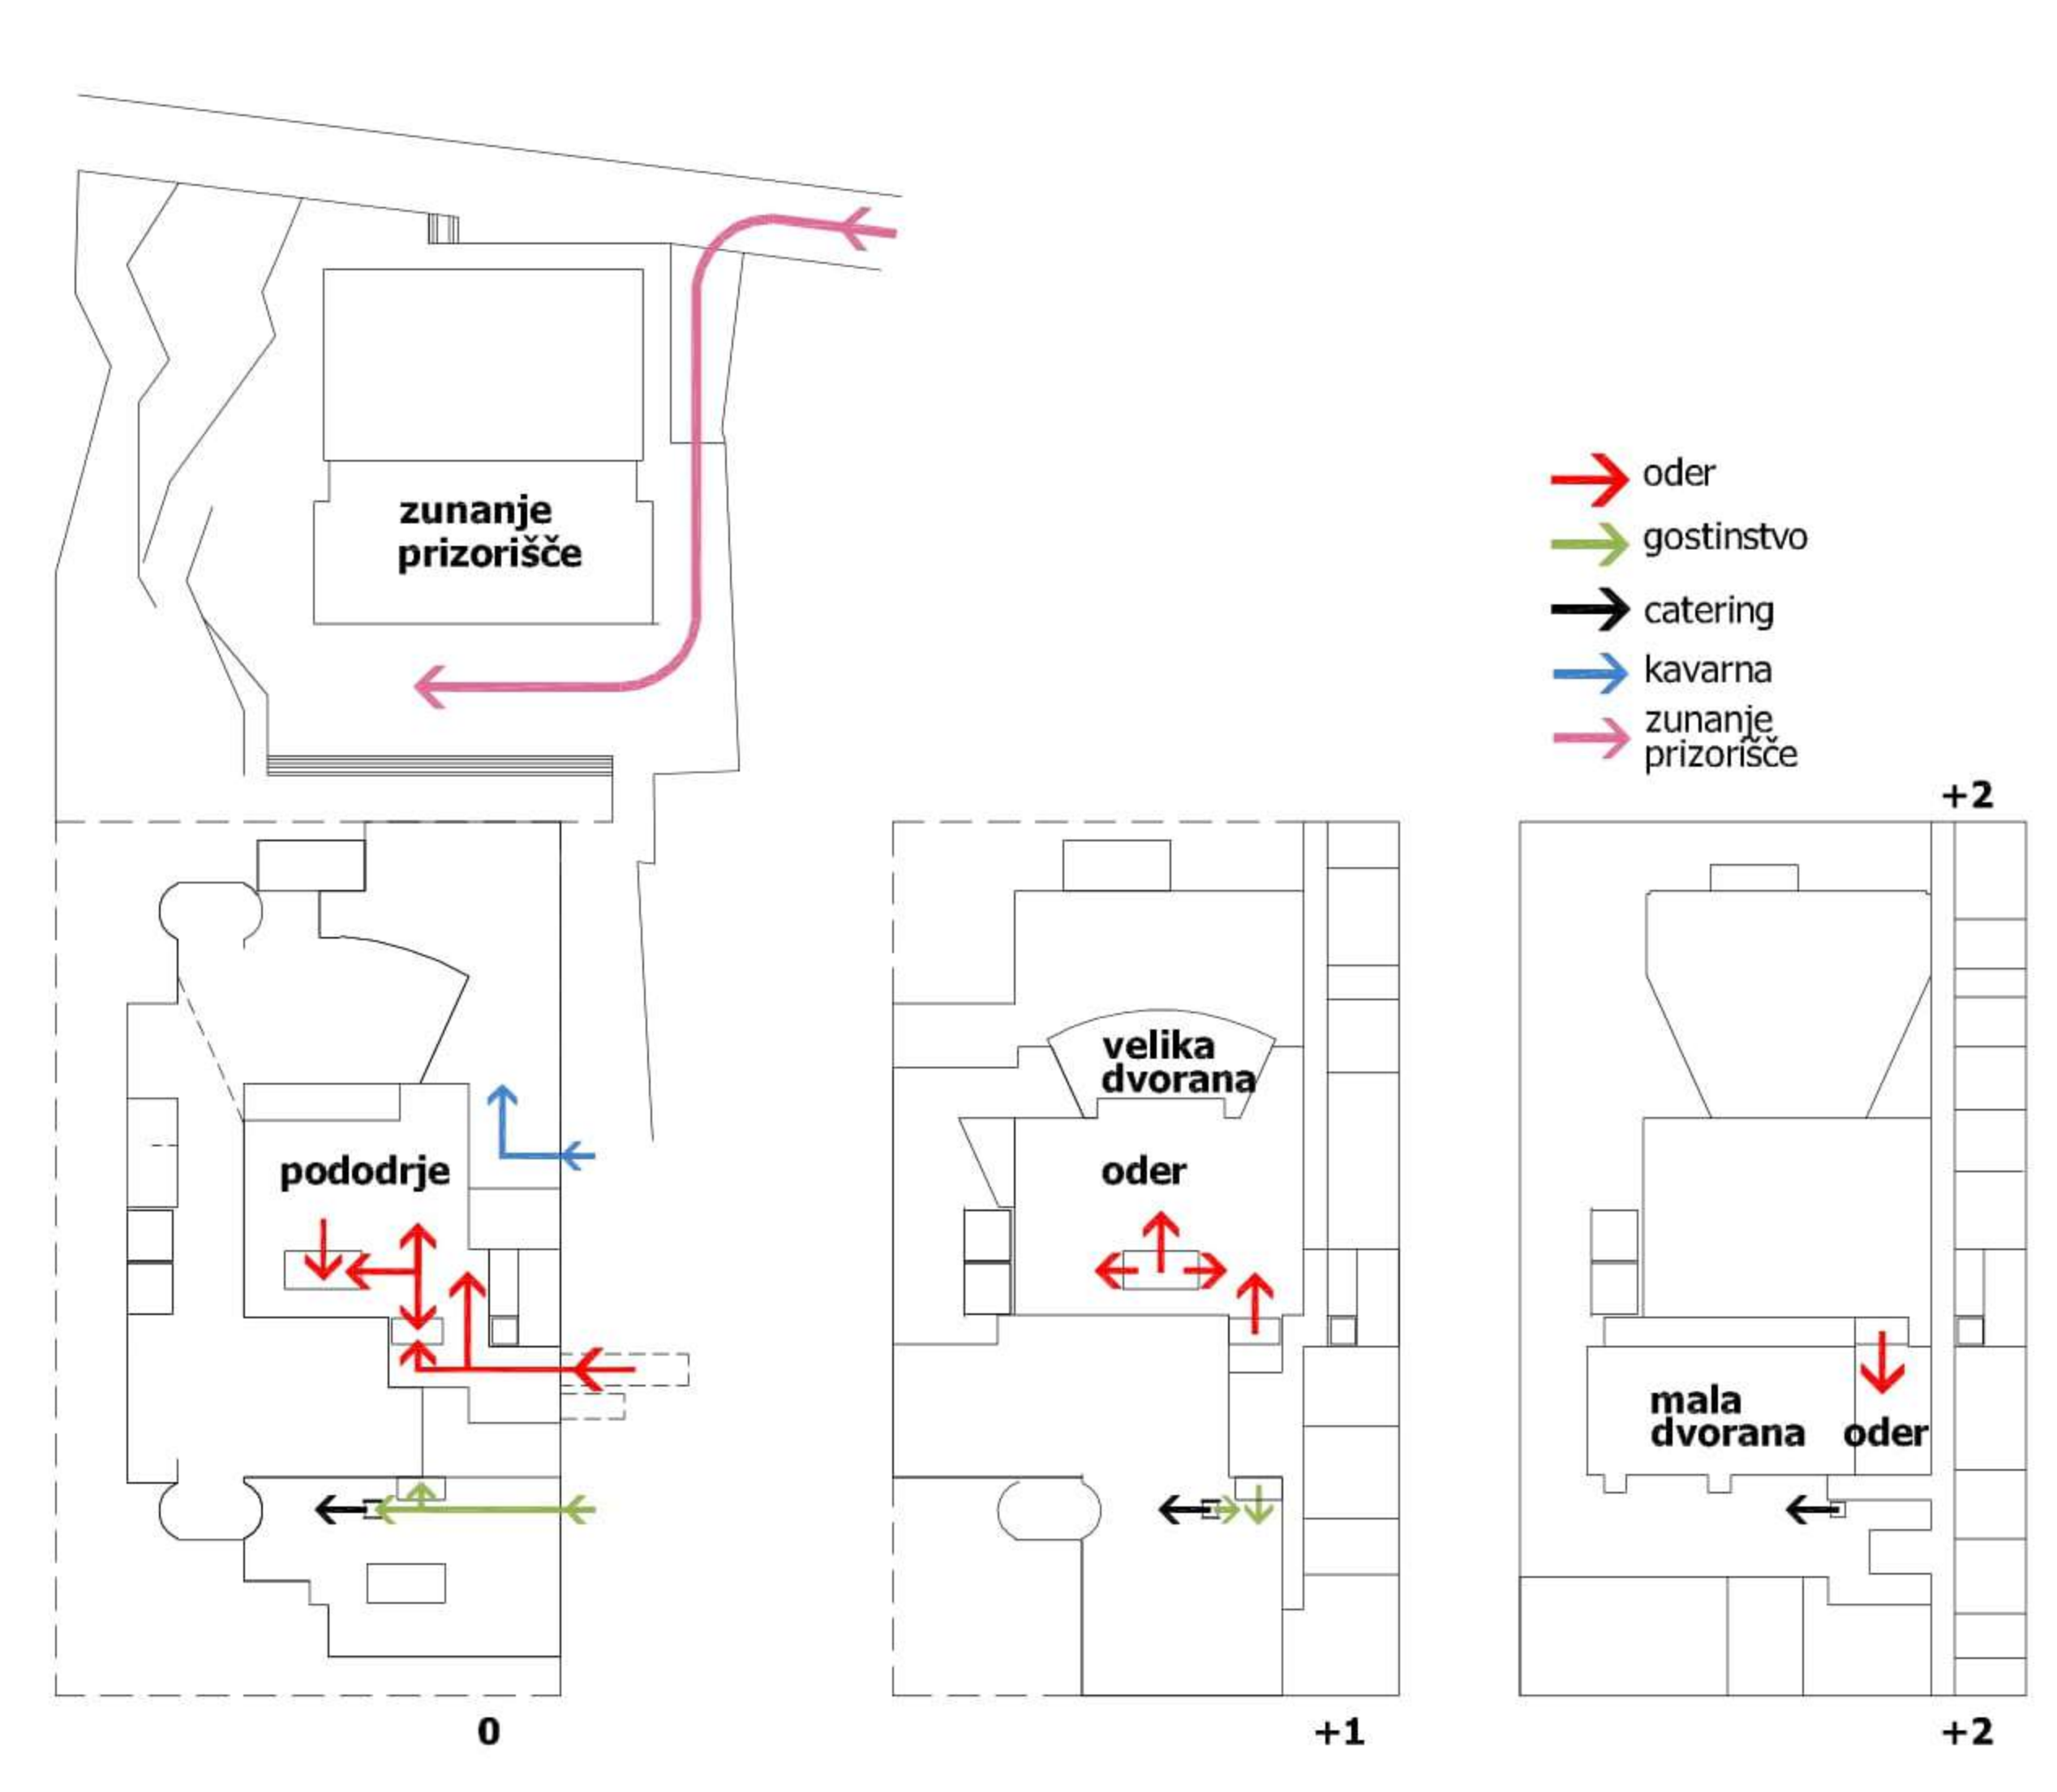 zunanje
prizorišče
oder
gostinstvo
catering
kavarna
zunanje
prizorišče
+2
velika
dvorana
pododrje
oder
mala
dvorana
oder
0
+1
+2